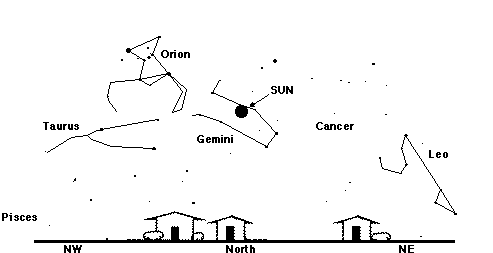 Orion
SUN
Taurus
Gemini
Cancer
Leo
Pisces
NW
North
NE